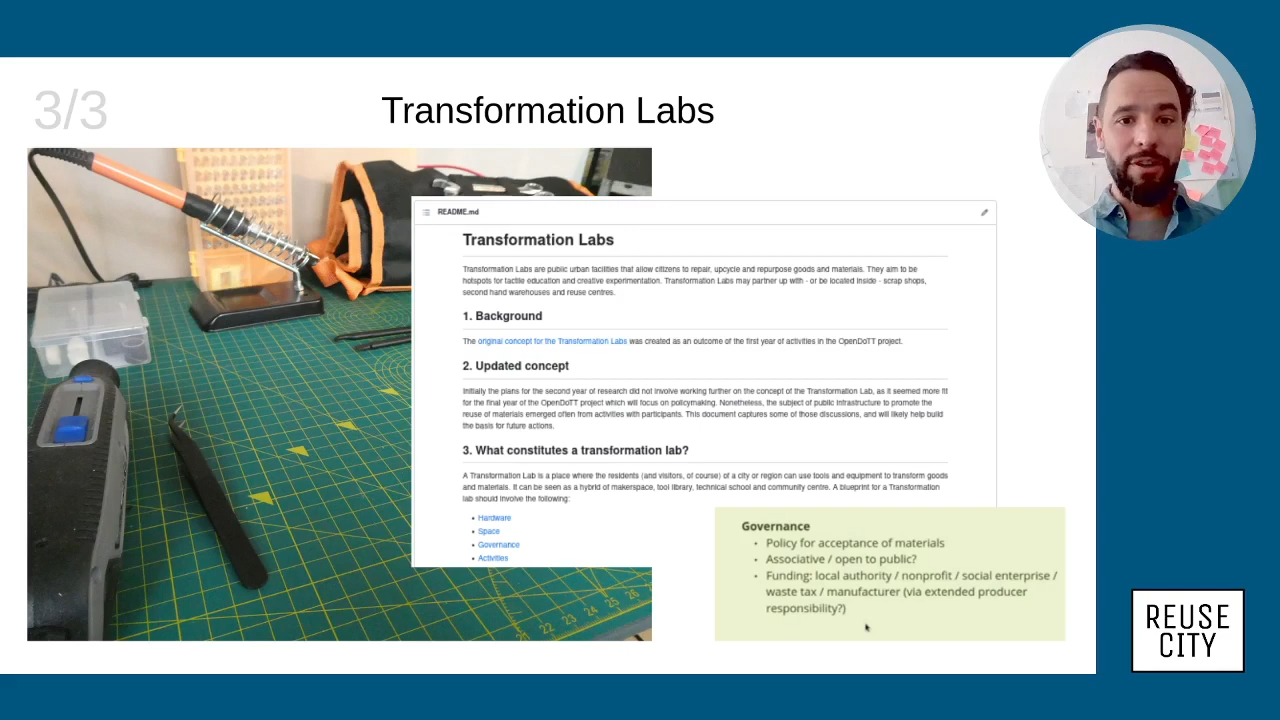 3/3
Transformation Labs
README.md
Transformation Labs
Transformation Labs are public urban facilities that allow citizens to repair, upcycle and repurpose goods and materials. They aim to be
hotspots for tactile education and creative experimentation. Transformation Labs may partner up with - or be located inside - scrap shops,
second hand warehouses and reuse centres.
1. Background
The original concept for the Transformation Labs was created as an outcome of the first year of activities in the OpenDoTT project.
2. Updated concept
Initially the plans for the second year of research did not involve working further on the concept of the Transformation Lab, as it seemed more fit
for the final year of the OpenDoTT project which will focus on policymaking. Nonetheless, the subject of public infrastructure to promote the
reuse of materials emerged often from activities with participants. This document captures some of those discussions, and will likely help build
the basis for future actions.
3. What constitutes a transformation lab?
A Transformation Lab is a place where the residents (and visitors, of course) of a city or region can use tools and equipment to transform goods
and materials. It can be seen as a hybrid of makerspace, tool library, technical school and community centre. A blueprint for a Transformation
lab should involve the following:
• Hardware
• Space
• Governance
• Activities
Governance
• Policy for acceptance of materials
• Associative / open to public?
• Funding: local authority / nonprofit / social enterprise /
waste tax / manufacturer (via extended producer
responsibility?)
21 22 23 24 25 26
REUSE
CITY